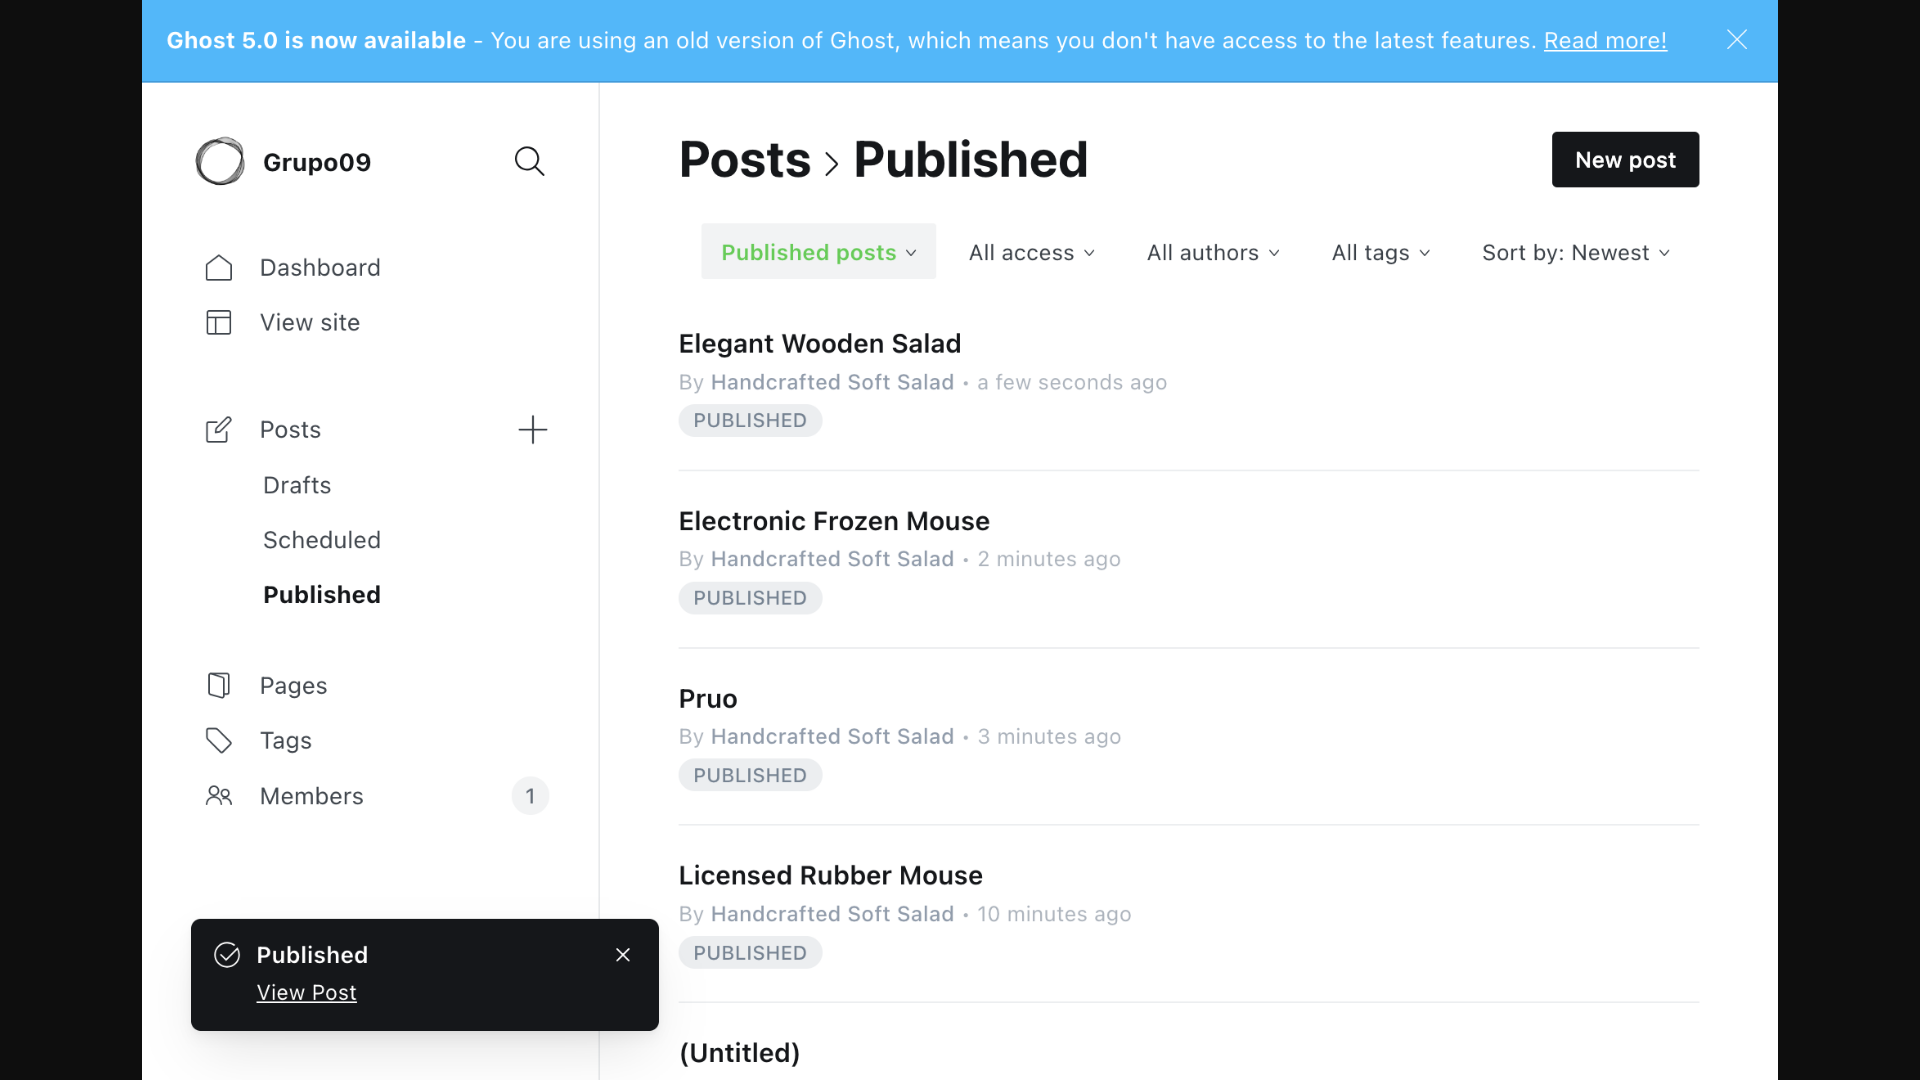 Ghost 5.0 is now available - You are using an old version of Ghost, which means you don't have access to the latest features. Read more!
Grupo09
Dashboard
View site
Posts
Drafts
Scheduled
Published
Pages
Tags
Members
1
Published
View Post
Posts > Published
New post
Published posts
All access
All authors
All tags
Sort by: Newest
Elegant Wooden Salad
By Handcrafted Soft Salad • a few seconds ago
PUBLISHED
Electronic Frozen Mouse
By Handcrafted Soft Salad • 2 minutes ago
PUBLISHED
Pruo
By Handcrafted Soft Salad • 3 minutes ago
PUBLISHED
Licensed Rubber Mouse
By Handcrafted Soft Salad • 10 minutes ago
PUBLISHED
(Untitled)